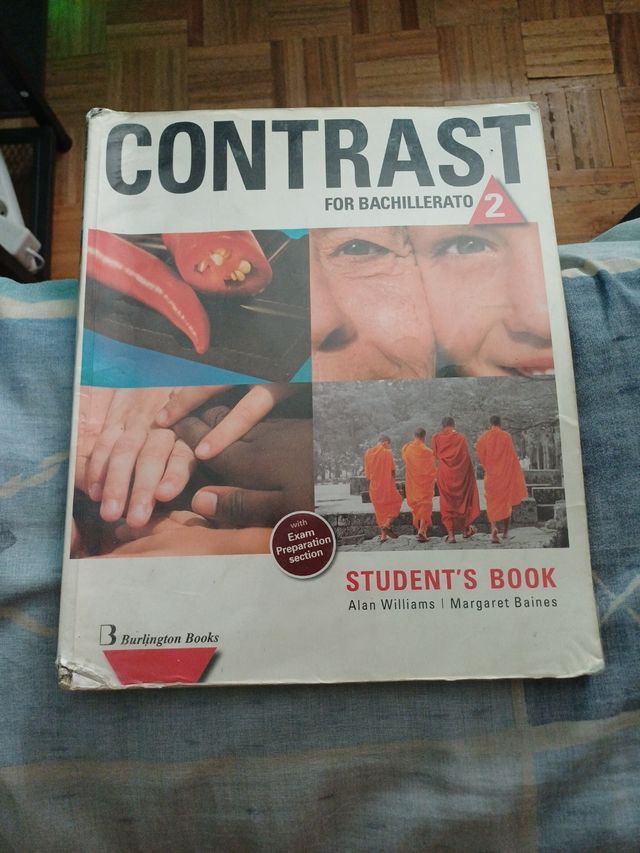 CONTRAST
FOR BACHILLERATO 2
with
Exam
Preparation
section
STUDENT'S BOOK
Alan Williams | Margaret Baines
B Burlington Books